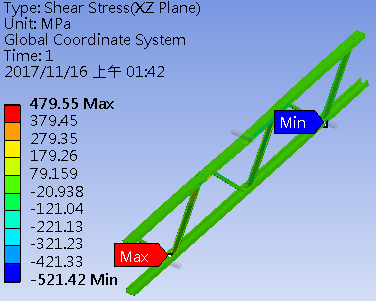 Type: Shear Stress(XZ Plane)
Unit: MPa
Global Coordinate System
Time: 1
2017/11/16 上午 01:42
479.55 Max
379.45
279.35
179.26
79.159
-20.938
-121.04
-221.13
-321.23
-421.33
-521.42 Min
Min
Max